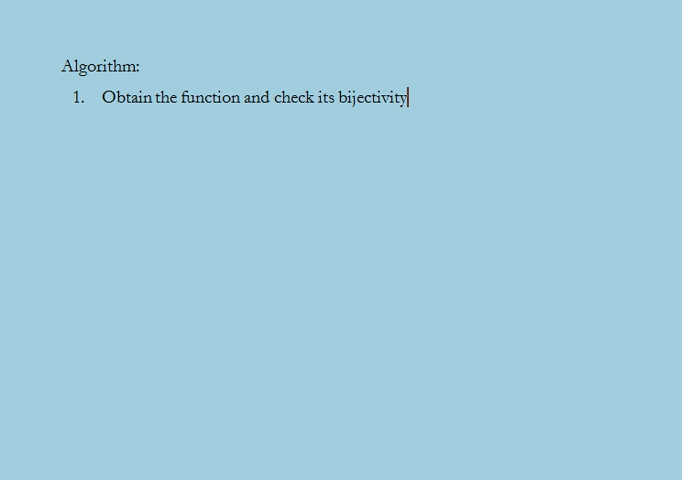 Algorithm:
1. Obtain the function and check its bijectivity